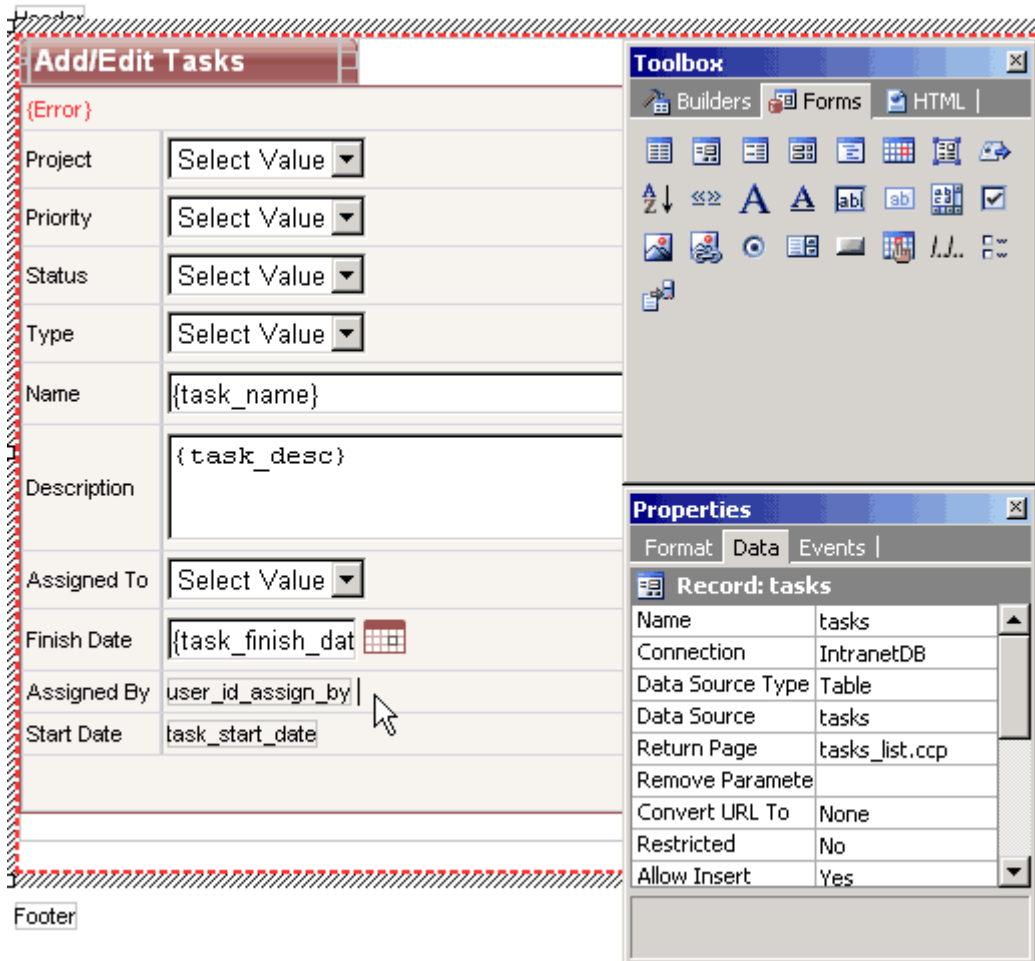 Header
Add/Edit Tasks
{Error}
Project Select Value
Priority Select Value
Status Select Value
Type Select Value
Name {task_name}
Description {task_desc}
Assigned To Select Value
Finish Date {task_finish_dat
Assigned By user_id_assign_by
Start Date task_start_date
Footer
Toolbox
Builders Forms HTML
Properties
Format Data Events
Record: tasks
Name tasks
Connection IntranetDB
Data Source Type Table
Data Source tasks
Return Page tasks_list.ccp
Remove Paramete
Convert URL To None
Restricted No
Allow Insert Yes